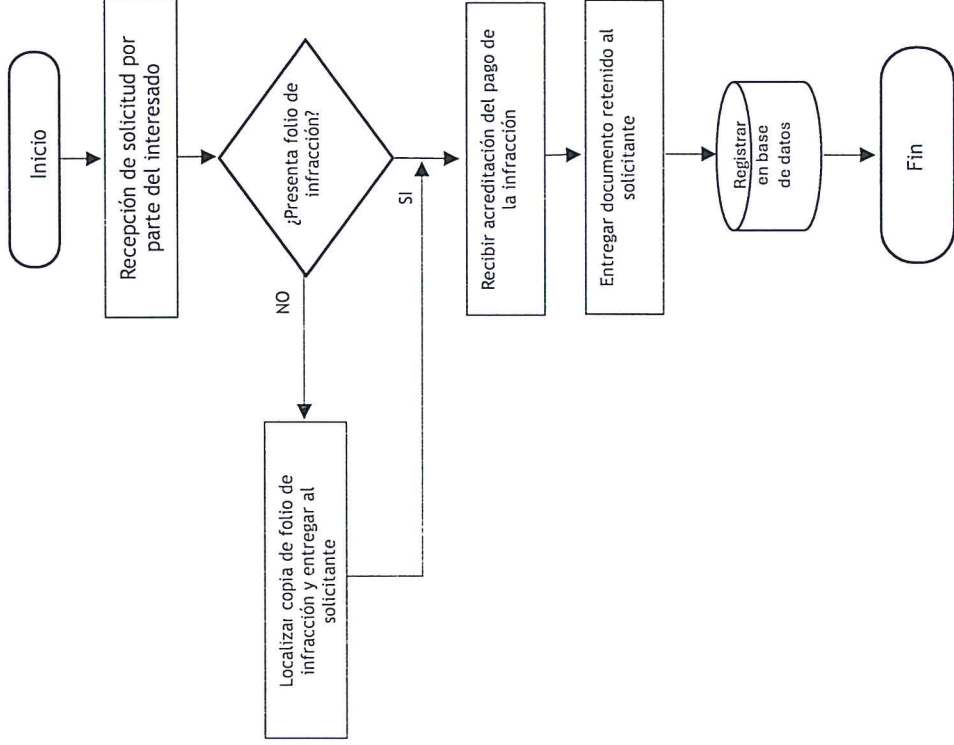 Inicio
Recepción de solicitud por
parte del interesado
¿Presenta folio de
infracción?
NO
SI
Localizar copia de folio de
infracción y entregar al
solicitante
Recibir acreditación del pago de
la infracción
Entregar documento retenido al
solicitante
Registrar
en base
de datos
Fin